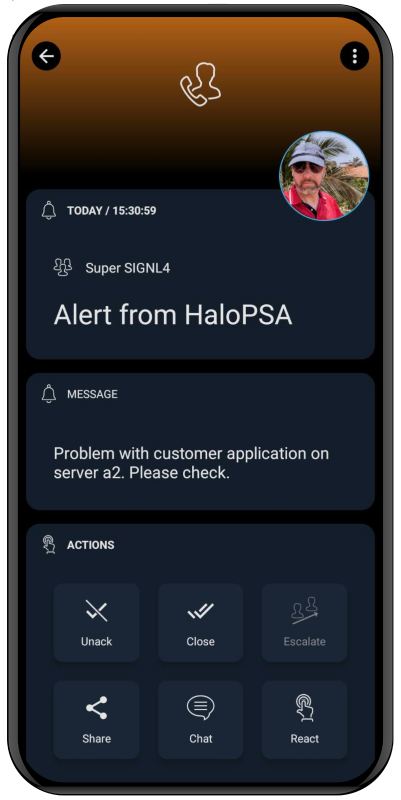 TODAY / 15:30:59
Super SIGNL4
Alert from HaloPSA
MESSAGE
Problem with customer application on
server a2. Please check.
ACTIONS
Unack
Close
Escalate
Share
Chat
React